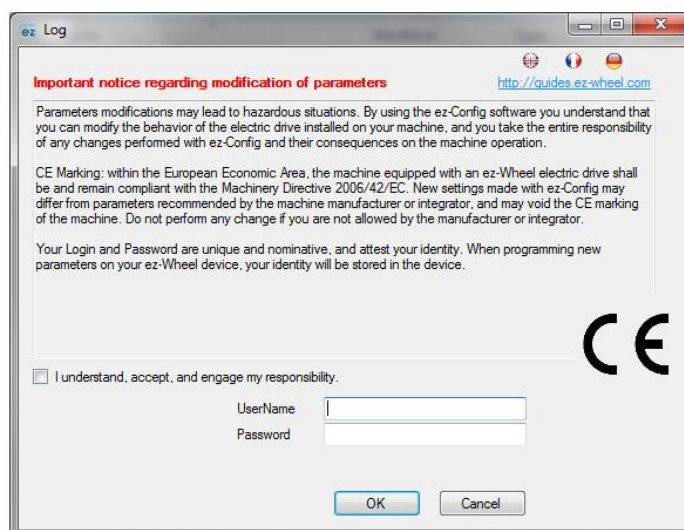 ez Log
Important notice regarding modification of parameters
http://guides.ez-wheel.com
Parameters modifications may lead to hazardous situations. By using the ez-Config software you understand that
you can modify the behavior of the electric drive installed on your machine, and you take the entire responsibility
of any changes performed with ez-Config and their consequences on the machine operation.
CE Marking: within the European Economic Area, the machine equipped with an ez-Wheel electric drive shall
be and remain compliant with the Machinery Directive 2006/42/EC. New settings made with ez-Config may
differ from parameters recommended by the machine manufacturer or integrator, and may void the CE marking
of the machine. Do not perform any change if you are not allowed by the manufacturer or integrator.
Your Login and Password are unique and nominative, and attest your identity. When programming new
parameters on your ez-Wheel device, your identity will be stored in the device.
CE
I understand, accept, and engage my responsibility.
UserName
Password
OK
Cancel